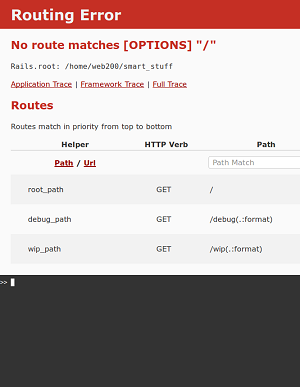 Routing Error
No route matches [OPTIONS] "/"
Rails.root: /home/web200/smart_stuff
Application Trace | Framework Trace | Full Trace
Routes
Routes match in priority from top to bottom
Helper HTTP Verb Path
Path / Url Path Match
root_path GET /
debug_path GET /debug(.:format)
wip_path GET /wip(.:format)
>>